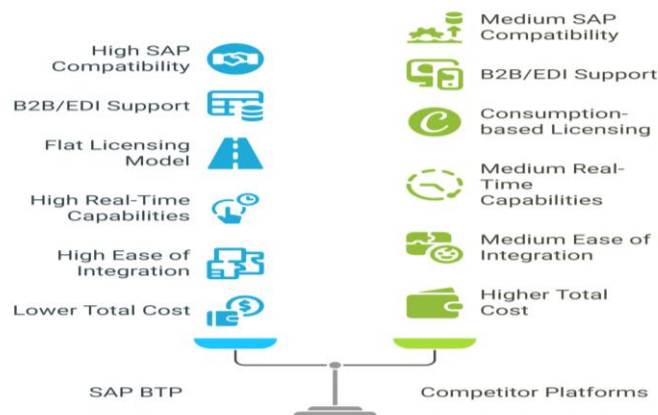 High SAP
Compatibility
B2B/EDI Support
Flat Licensing
Model
High Real-Time
Capabilities
High Ease of
Integration
Lower Total Cost
SAP BTP
Medium SAP
Compatibility
B2B/EDI Support
Consumption-
based Licensing
Medium Real-
Time
Capabilities
Medium Ease of
Integration
Higher Total
Cost
Competitor Platforms